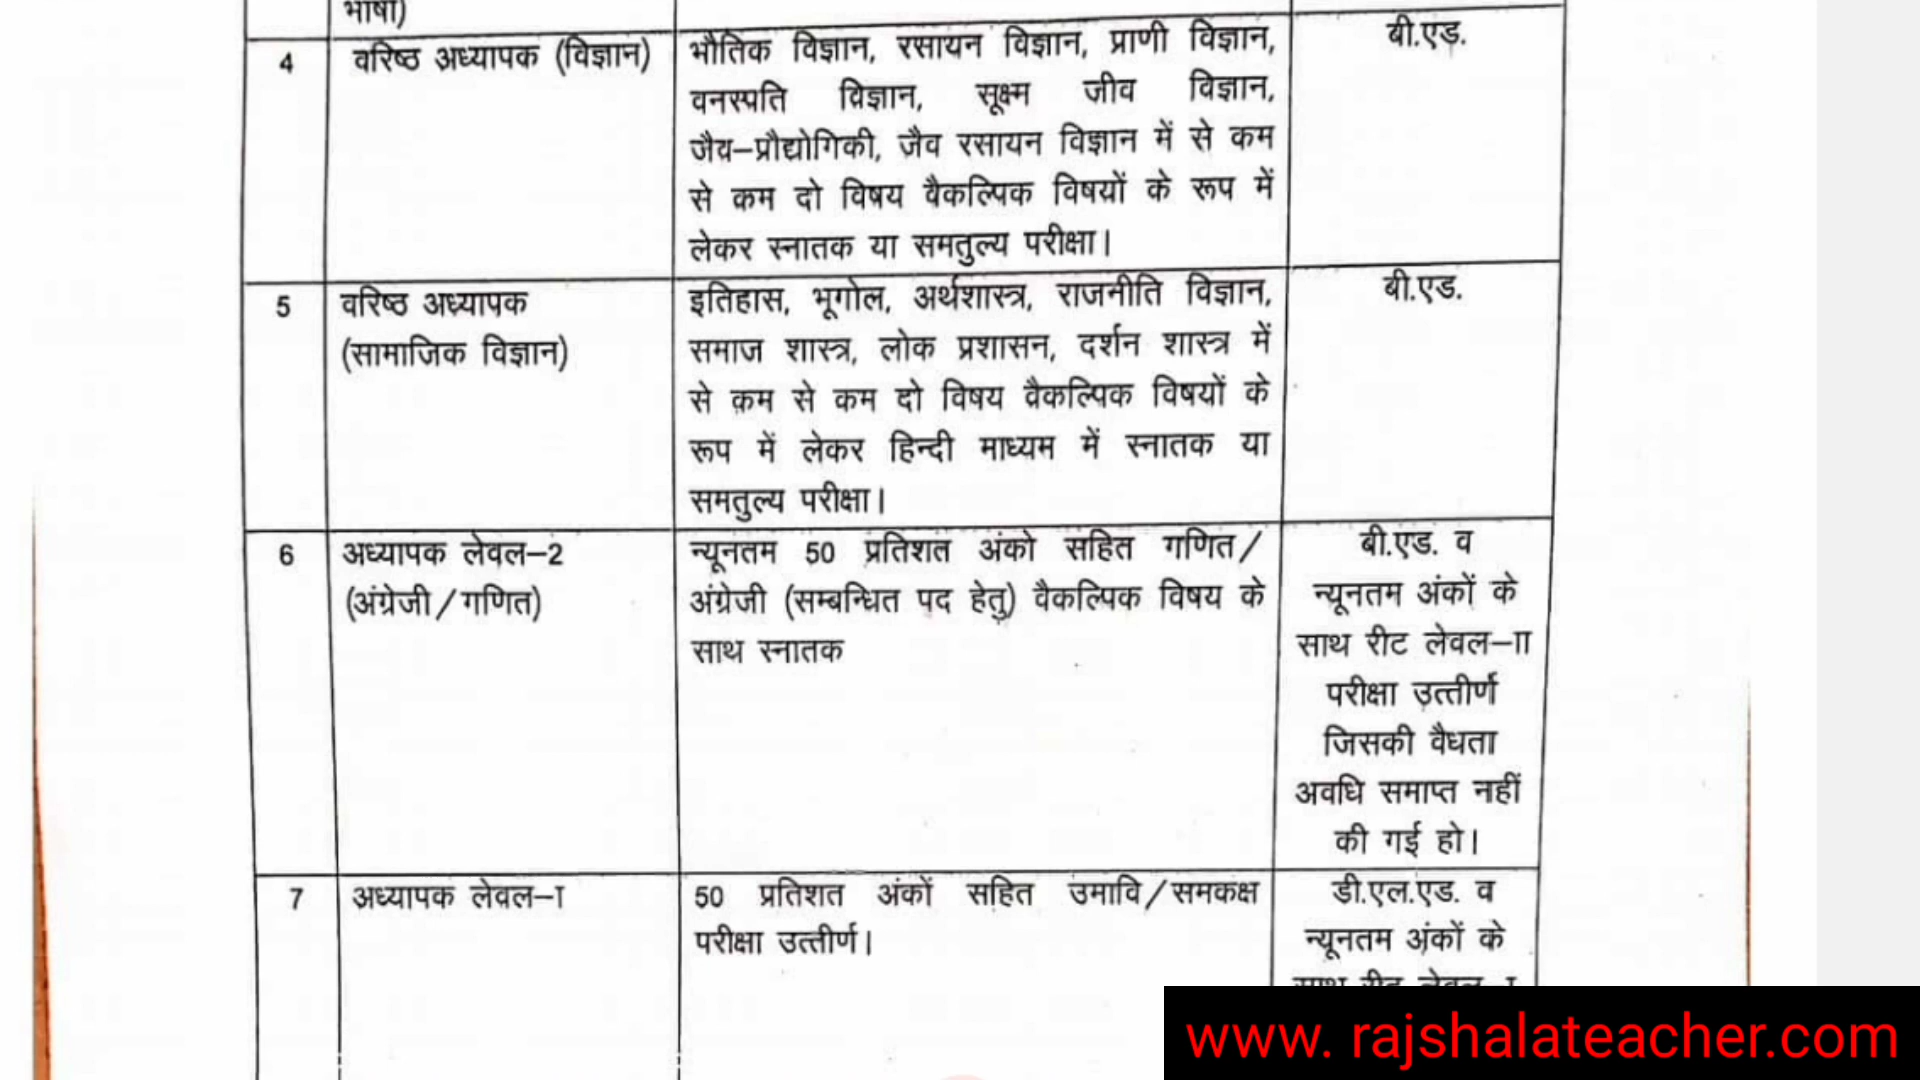 भाषा)
4
वरिष्ठ अध्यापक (विज्ञान)
भौतिक विज्ञान, रसायन विज्ञान, प्राणी विज्ञान,
वनस्पति विज्ञान, सूक्ष्म जीव विज्ञान,
जैव–प्रौद्योगिकी, जैव रसायन विज्ञान में से कम
से कम दो विषय वैकल्पिक विषयों के रूप में
लेकर स्नातक या समतुल्य परीक्षा।
बी.एड.
5
वरिष्ठ अध्यापक
(सामाजिक विज्ञान)
इतिहास, भूगोल, अर्थशास्त्र, राजनीति विज्ञान,
समाज शास्त्र, लोक प्रशासन, दर्शन शास्त्र में
से कम से कम दो विषय वैकल्पिक विषयों के
रूप में लेकर हिन्दी माध्यम में स्नातक या
समतुल्य परीक्षा।
बी.एड.
6
अध्यापक लेवल–2
(अंग्रेजी/गणित)
न्यूनतम 50 प्रतिशत अंको सहित गणित/
अंग्रेजी (सम्बन्धित पद हेतु) वैकल्पिक विषय के
साथ स्नातक
बी.एड. व
न्यूनतम अंकों के
साथ रीट लेवल–II
परीक्षा उत्तीर्ण
जिसकी वैधता
अवधि समाप्त नहीं
की गई हो।
7
अध्यापक लेवल–I
50 प्रतिशत अंकों सहित उमावि/समकक्ष
परीक्षा उत्तीर्ण।
डी.एल.एड. व
न्यूनतम अंकों के
साथ रीट लेवल–I
www. rajshalateacher.com